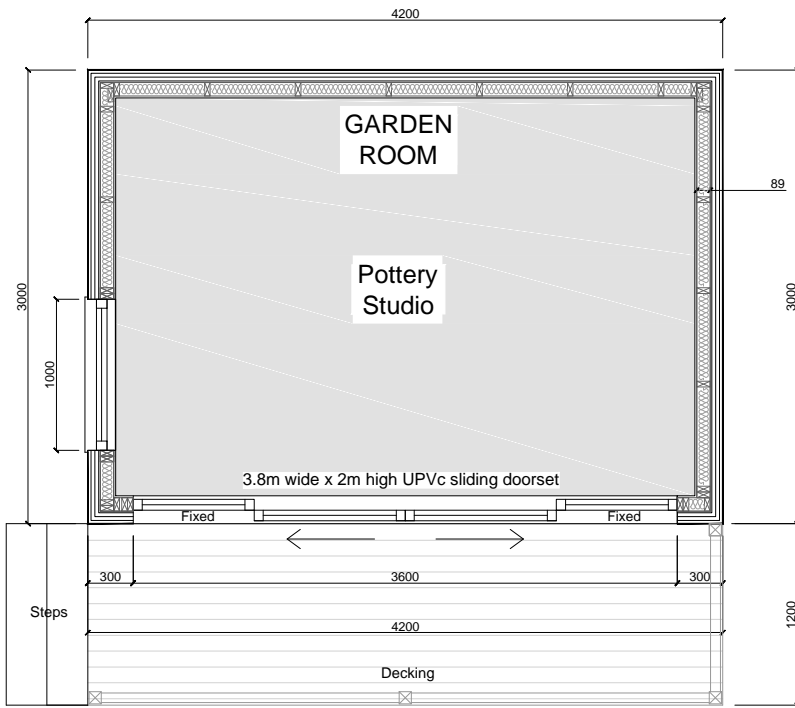 4200
GARDEN
ROOM
89
Pottery
Studio
3000
3000
1000
3.8m wide x 2m high UPVc sliding doorset
Fixed
Fixed
300
3600
300
Steps
1200
4200
Decking